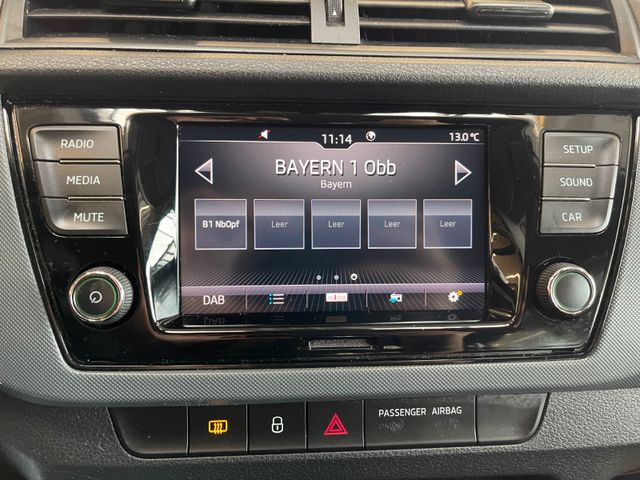 RADIO
MEDIA
MUTE
11:14
13.0 °C
BAYERN 1 Obb
Bayern
B1 NbOpf
Leer
Leer
Leer
Leer
DAB
SETUP
SOUND
CAR
PASSENGER AIRBAG